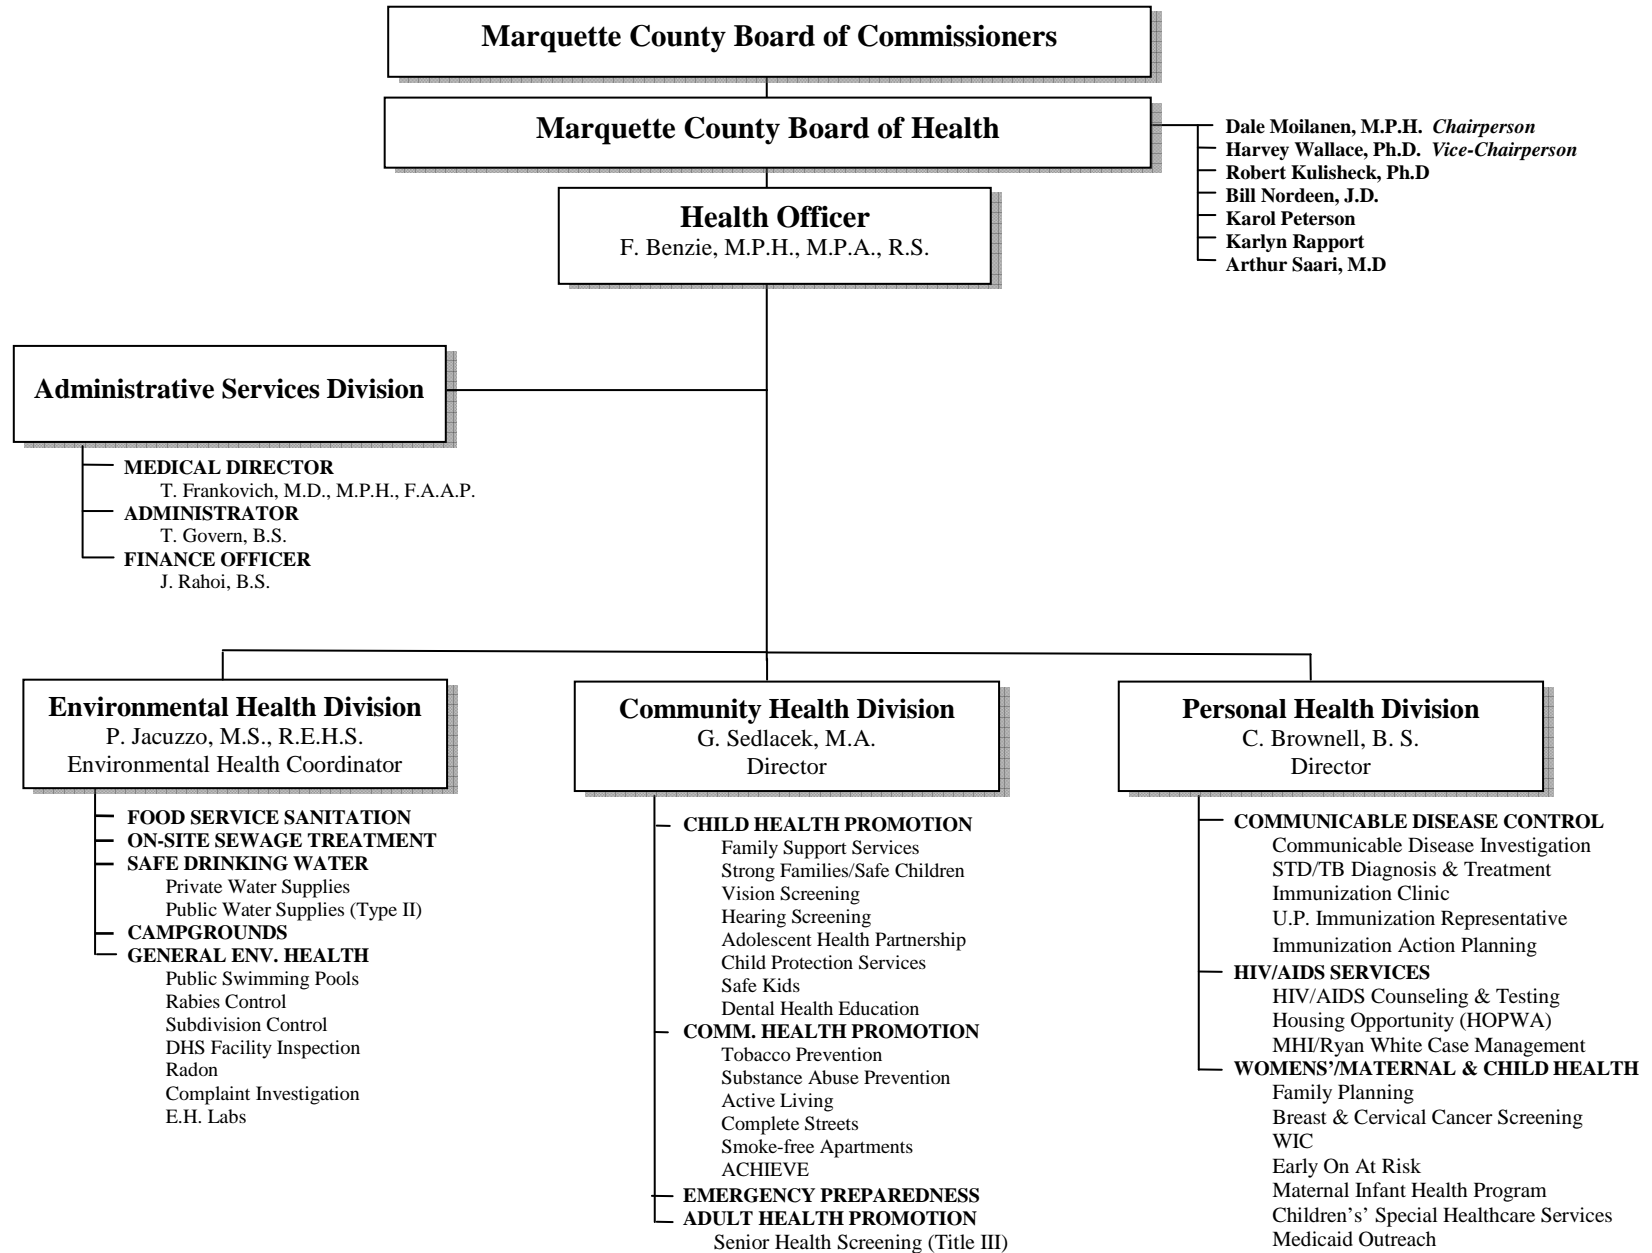 Marquette County Board of Commissioners
Marquette County Board of Health
Dale Moilanen, M.P.H. Chairperson
Harvey Wallace, Ph.D. Vice-Chairperson
Robert Kulisheck, Ph.D
Bill Nordeen, J.D.
Karol Peterson
Karlyn Rapport
Arthur Saari, M.D
Health Officer
F. Benzie, M.P.H., M.P.A., R.S.
Administrative Services Division
MEDICAL DIRECTOR
T. Frankovich, M.D., M.P.H., F.A.A.P.
ADMINISTRATOR
T. Govern, B.S.
FINANCE OFFICER
J. Rahoi, B.S.
Environmental Health Division
P. Jacuzzo, M.S., R.E.H.S.
Environmental Health Coordinator
FOOD SERVICE SANITATION
ON-SITE SEWAGE TREATMENT
SAFE DRINKING WATER
Private Water Supplies
Public Water Supplies (Type II)
CAMPGROUNDS
GENERAL ENV. HEALTH
Public Swimming Pools
Rabies Control
Subdivision Control
DHS Facility Inspection
Radon
Complaint Investigation
E.H. Labs
Community Health Division
G. Sedlacek, M.A.
Director
CHILD HEALTH PROMOTION
Family Support Services
Strong Families/Safe Children
Vision Screening
Hearing Screening
Adolescent Health Partnership
Child Protection Services
Safe Kids
Dental Health Education
COMM. HEALTH PROMOTION
Tobacco Prevention
Substance Abuse Prevention
Active Living
Complete Streets
Smoke-free Apartments
ACHIEVE
EMERGENCY PREPAREDNESS
ADULT HEALTH PROMOTION
Senior Health Screening (Title III)
Personal Health Division
C. Brownell, B. S.
Director
COMMUNICABLE DISEASE CONTROL
Communicable Disease Investigation
STD/TB Diagnosis & Treatment
Immunization Clinic
U.P. Immunization Representative
Immunization Action Planning
HIV/AIDS SERVICES
HIV/AIDS Counseling & Testing
Housing Opportunity (HOPWA)
MHI/Ryan White Case Management
WOMENS’/MATERNAL & CHILD HEALTH
Family Planning
Breast & Cervical Cancer Screening
WIC
Early On At Risk
Maternal Infant Health Program
Children’s’ Special Healthcare Services
Medicaid Outreach